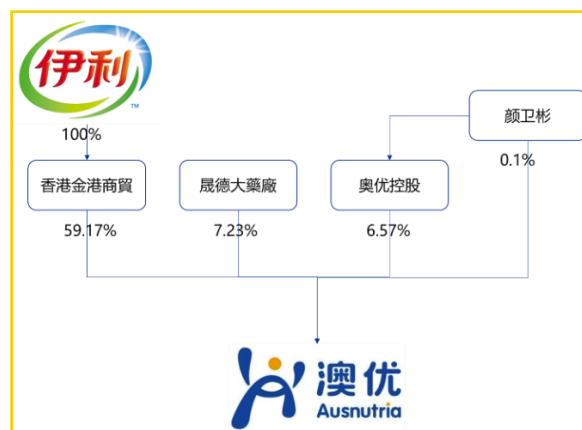 伊利
TM
100%
颜卫彬
0.1%
香港金港商貿
晟德大藥廠
奥优控股
59.17%
7.23%
6.57%
澳优
Ausnutria